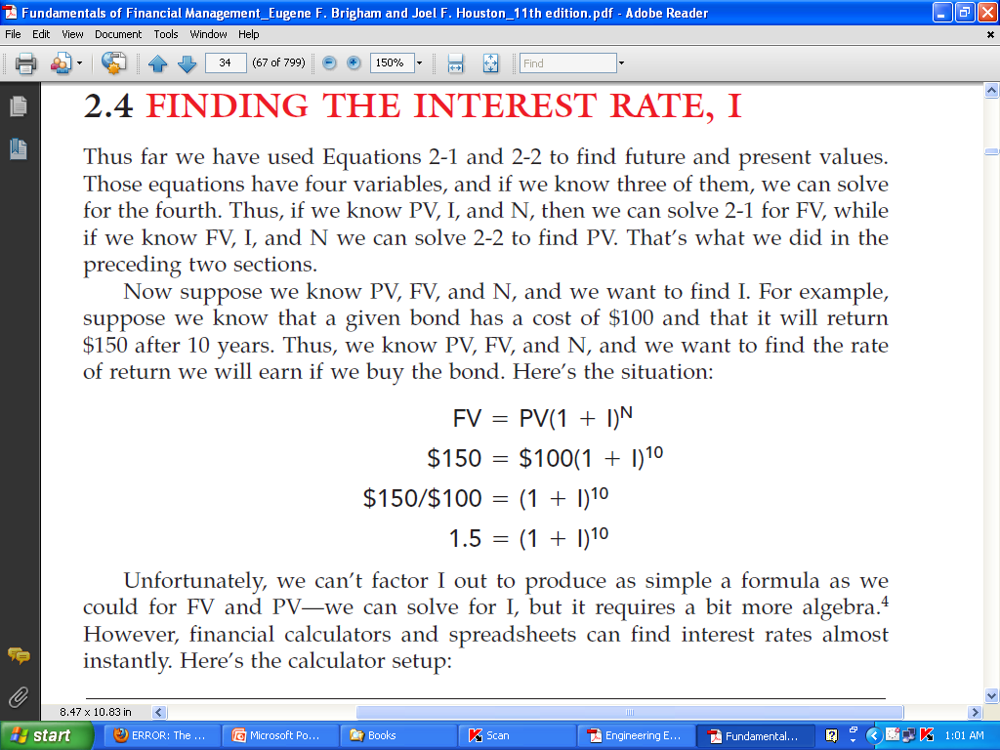 Fundamentals of Financial Management_Eugene F. Brigham and Joel F. Houston_11th edition.pdf - Adobe Reader
File Edit View Document Tools Window Help
34 (67 of 799) 150% Find
2.4 FINDING THE INTEREST RATE, I
Thus far we have used Equations 2-1 and 2-2 to find future and present values.
Those equations have four variables, and if we know three of them, we can solve
for the fourth. Thus, if we know PV, I, and N, then we can solve 2-1 for FV, while
if we know FV, I, and N we can solve 2-2 to find PV. That's what we did in the
preceding two sections.
Now suppose we know PV, FV, and N, and we want to find I. For example,
suppose we know that a given bond has a cost of $100 and that it will return
$150 after 10 years. Thus, we know PV, FV, and N, and we want to find the rate
of return we will earn if we buy the bond. Here's the situation:
FV = PV(1 + I)ᴺ
$150 = $100(1 + I)¹⁰
$150/$100 = (1 + I)¹⁰
1.5 = (1 + I)¹⁰
Unfortunately, we can't factor I out to produce as simple a formula as we
could for FV and PV—we can solve for I, but it requires a bit more algebra.⁴
However, financial calculators and spreadsheets can find interest rates almost
instantly. Here's the calculator setup:
8.47 x 10.83 in
start ERROR: The ... Microsoft Po... Books Scan Engineering E... Fundamental... 1:01 AM